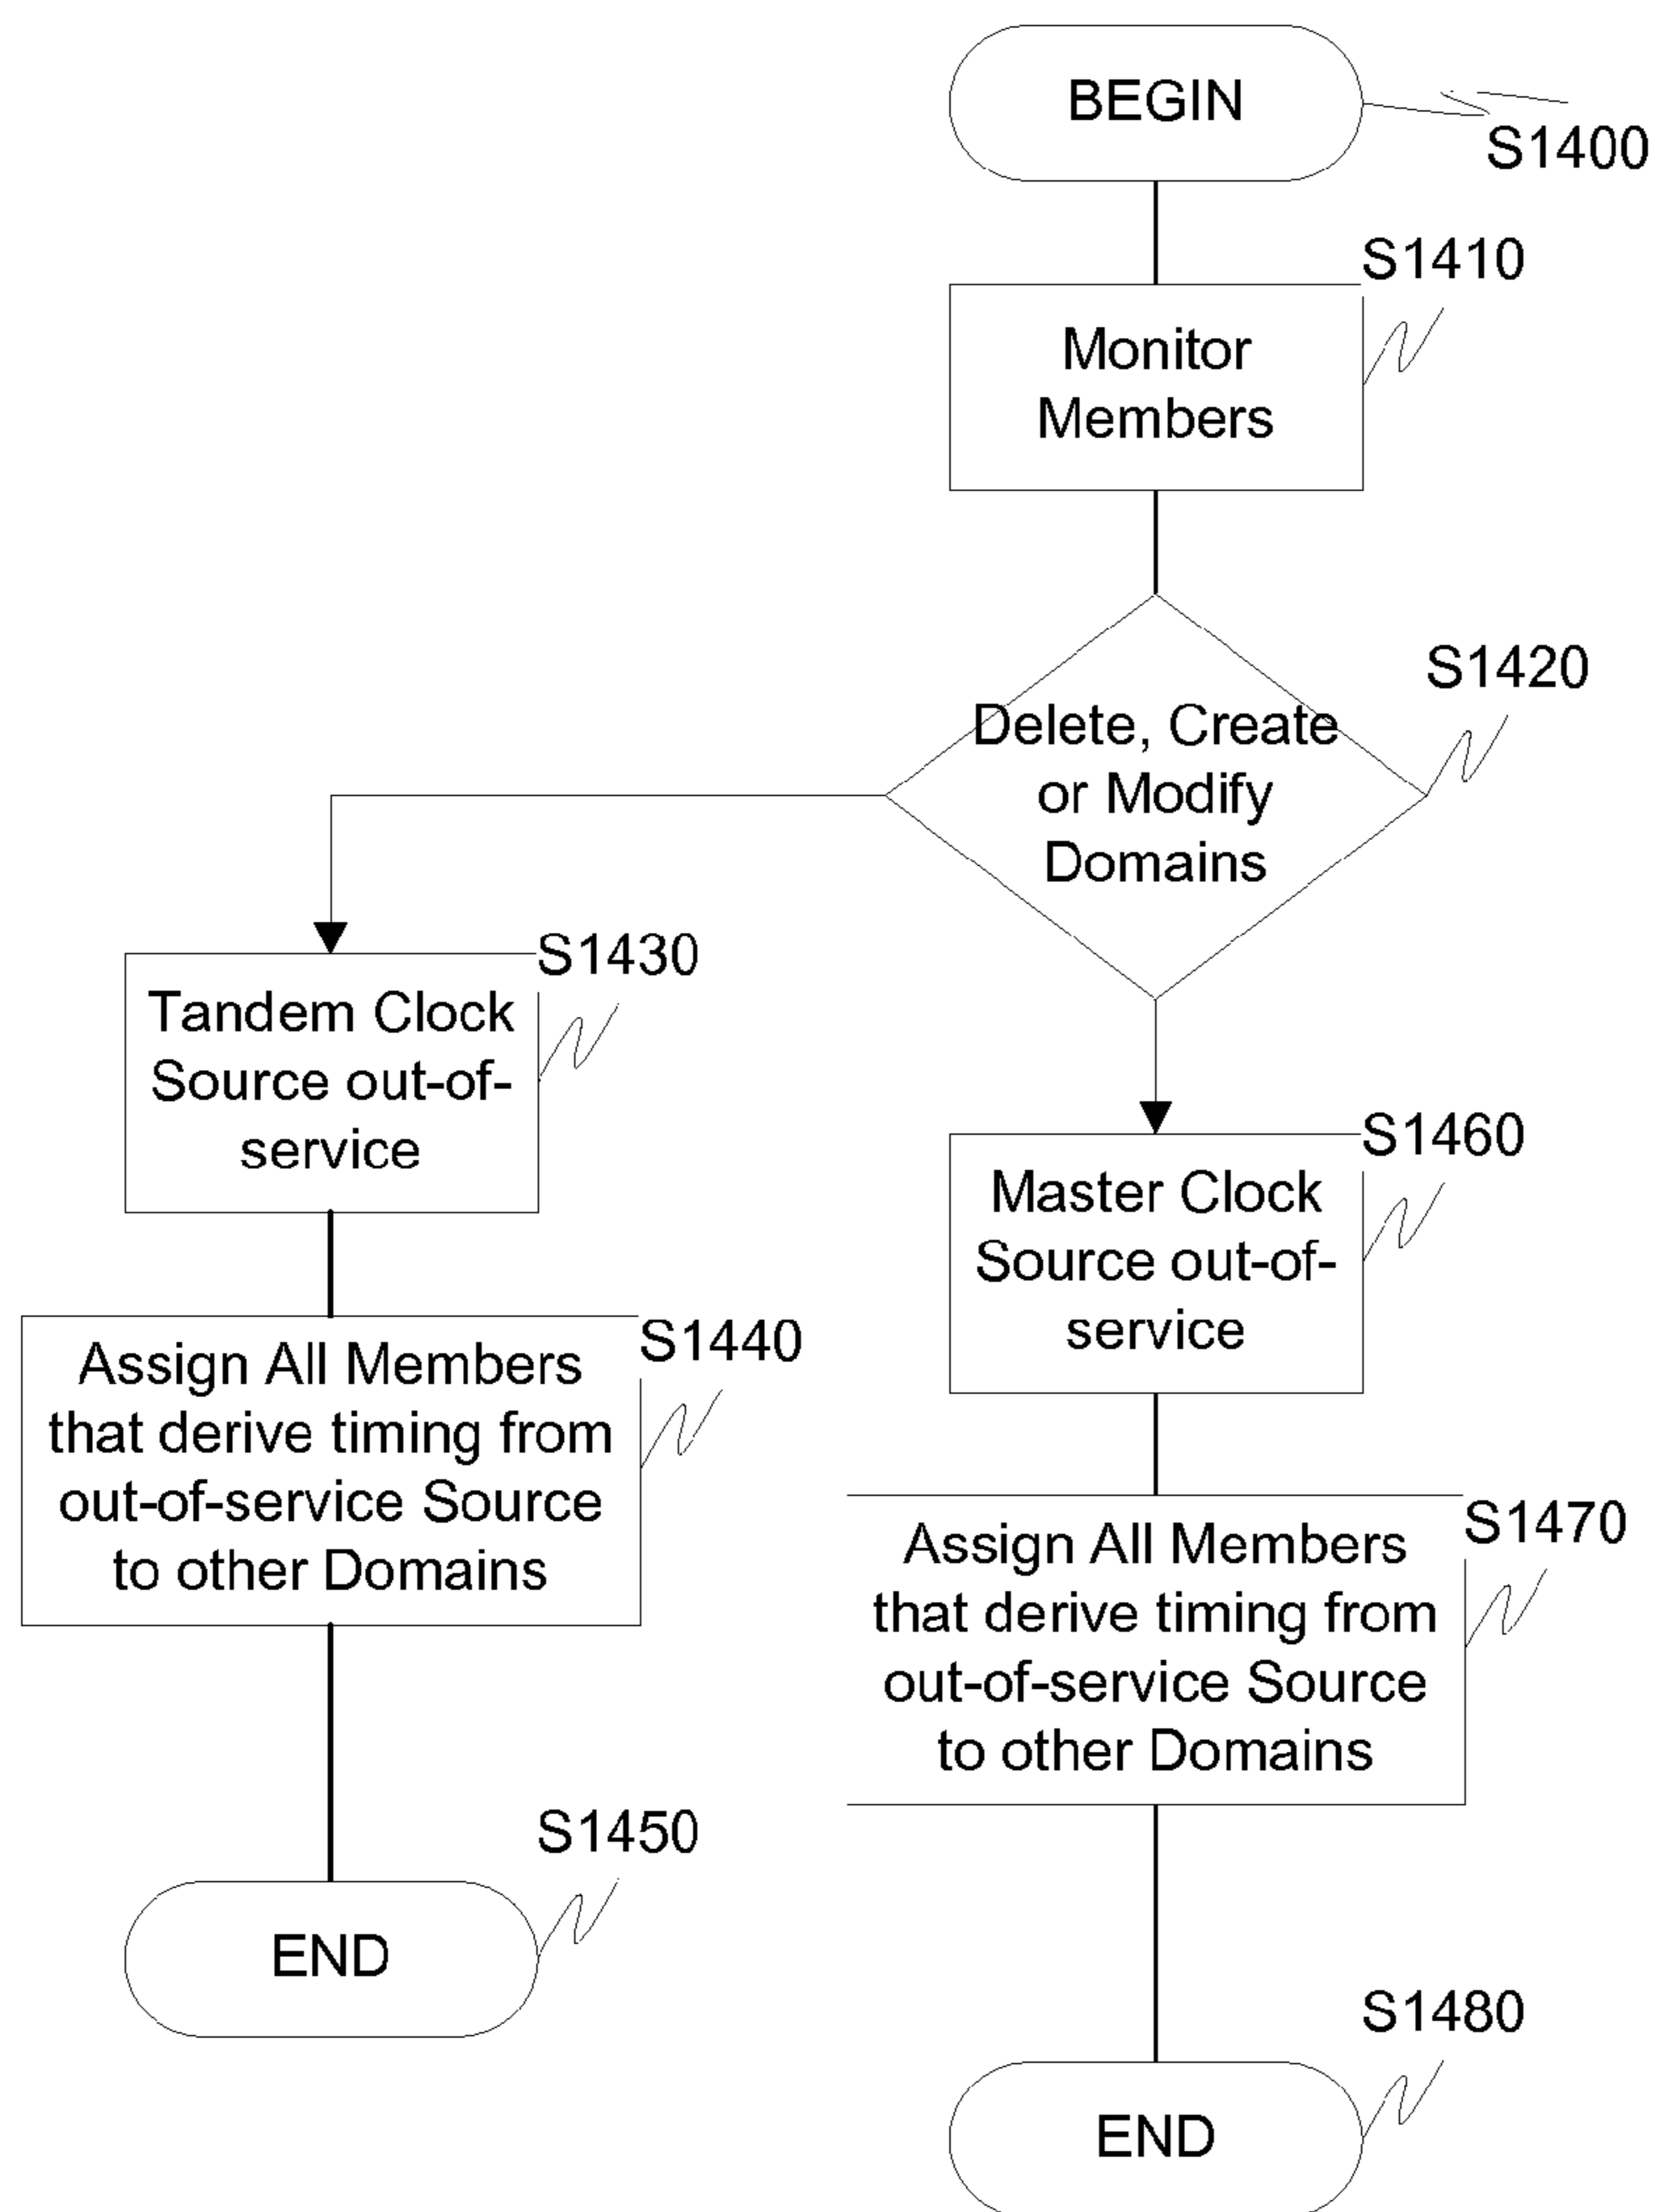 BEGIN
S1400
S1410
Monitor
Members
S1420
Delete, Create
or Modify
Domains
S1430
Tandem Clock
Source out-of-
service
S1460
Master Clock
Source out-of-
service
S1440
Assign All Members
that derive timing from
out-of-service Source
to other Domains
S1470
Assign All Members
that derive timing from
out-of-service Source
to other Domains
S1450
END
S1480
END